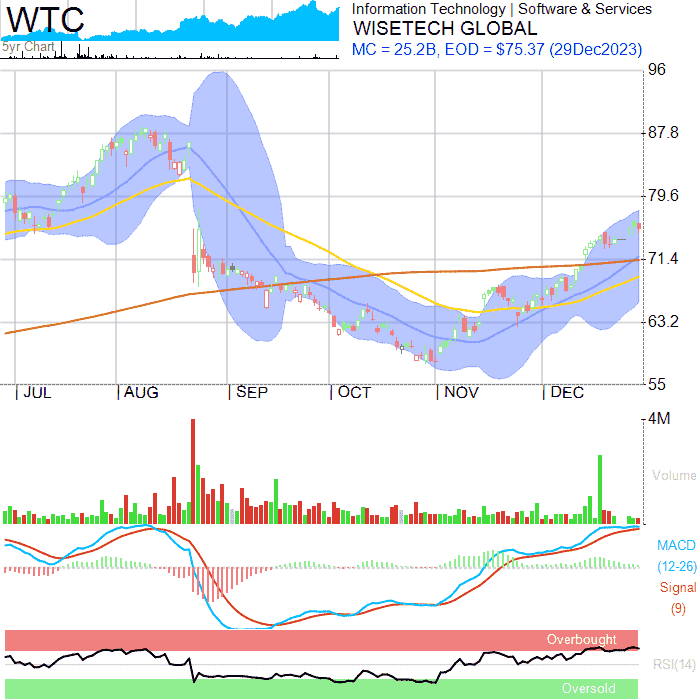 WTC
5yr Chart
Information Technology | Software & Services
WISETECH GLOBAL
MC = 25.2B, EOD = $75.37 (29Dec2023)
96
87.8
79.6
71.4
63.2
55
JUL AUG SEP OCT NOV DEC
4M
Volume
MACD
(12-26)
Signal
(9)
Overbought
RSI(14)
Oversold